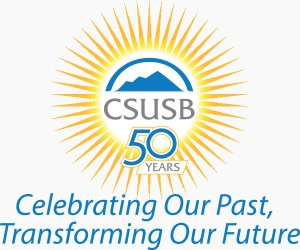 CSUSB
50
YEARS
Celebrating Our Past,
Transforming Our Future